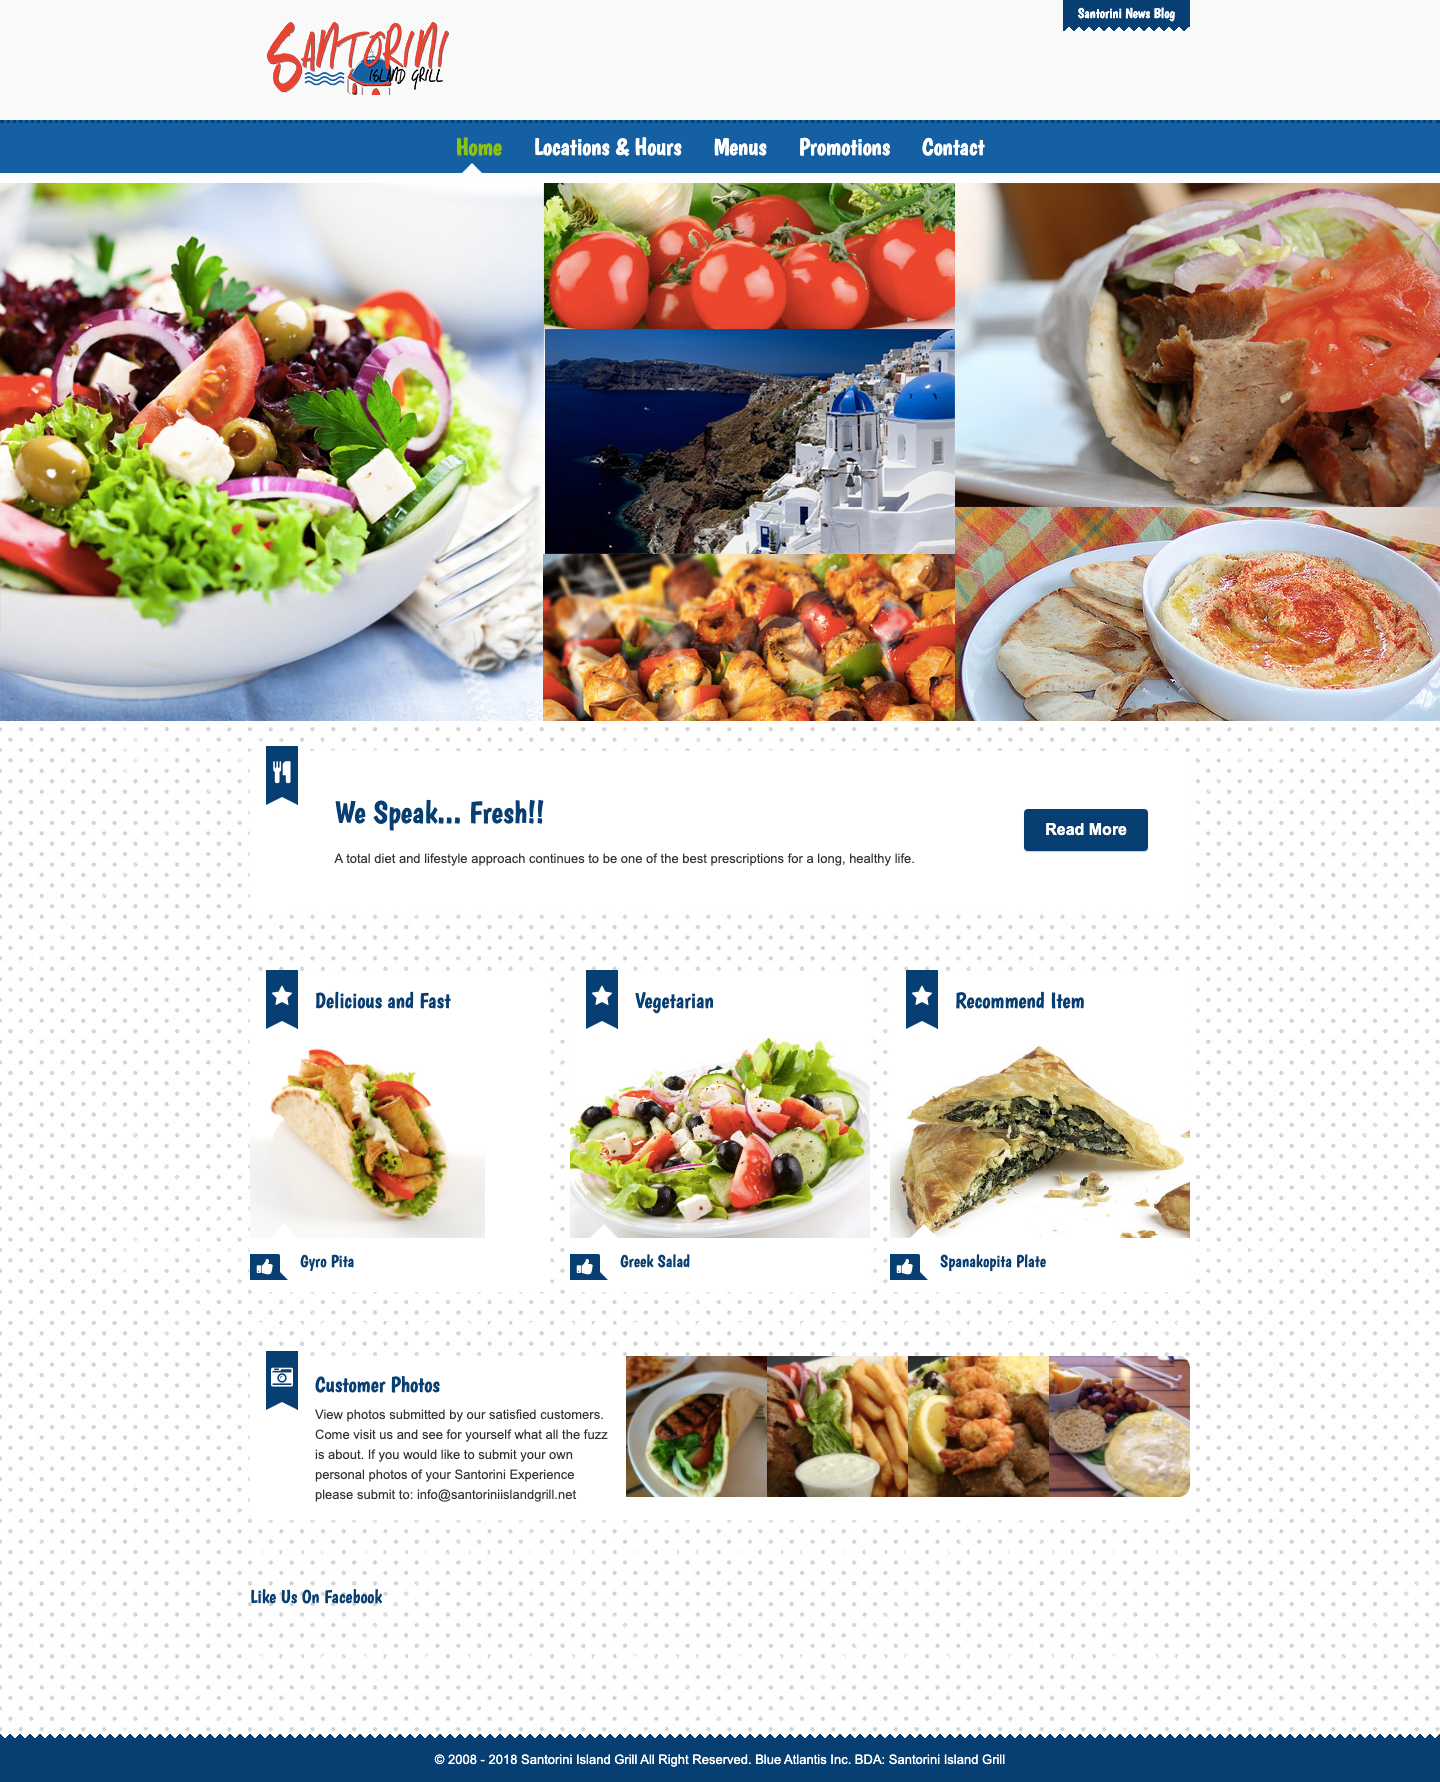 Santorini News Blog
SANTORINI
ISLAND GRILL
Home Locations & Hours Menus Promotions Contact
We Speak... Fresh!!
A total diet and lifestyle approach continues to be one of the best prescriptions for a long, healthy life.
Read More
Delicious and Fast
Vegetarian
Recommend Item
Gyro Pita
Greek Salad
Spanakopita Plate
Customer Photos
View photos submitted by our satisfied customers.
Come visit us and see for yourself what all the fuzz
is about. If you would like to submit your own
personal photos of your Santorini Experience
please submit to: info@santoriniislandgrill.net
Like Us On Facebook
© 2008 - 2018 Santorini Island Grill All Right Reserved. Blue Atlantis Inc. BDA: Santorini Island Grill